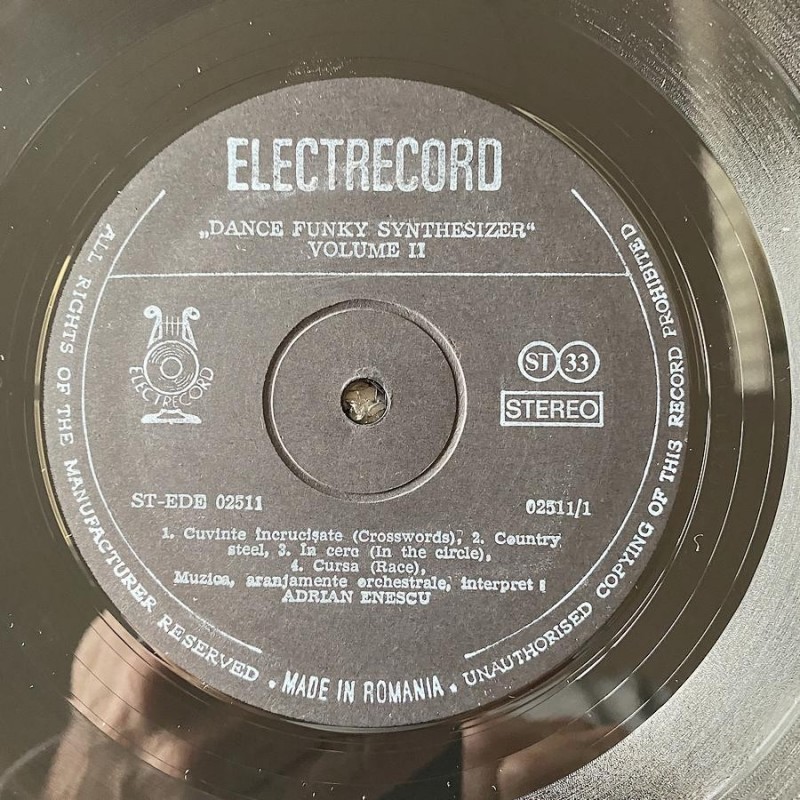 ELECTRECORD
„DANCE FUNKY SYNTHESIZER“
VOLUME II
ELECTRECORD
ST 33
STEREO
ST-EDE 02511
02511/1
1. Cuvinte încrucișate (Crosswords), 2. Country
steel, 3. În cerc (In the circle),
4. Cursa (Race),
Muzica, aranjamente orchestrale, interpret :
ADRIAN ENESCU
ALL RIGHTS OF THE MANUFACTURER RESERVED • MADE IN ROMANIA • UNAUTHORISED COPYING OF THIS RECORD PROHIBITED